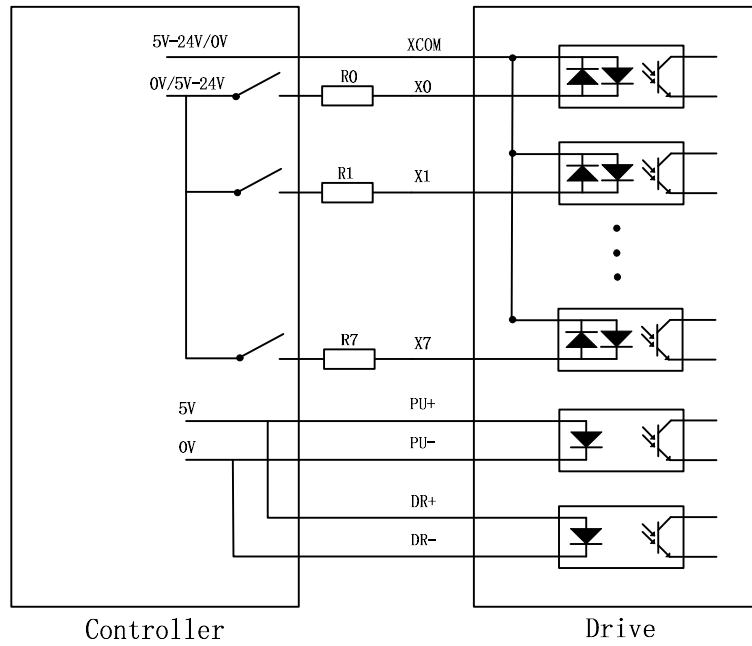 5V-24V/0V XCOM
0V/5V-24V R0 X0
R1 X1
R7 X7
5V PU+
0V PU-
DR+
DR-
Controller Drive